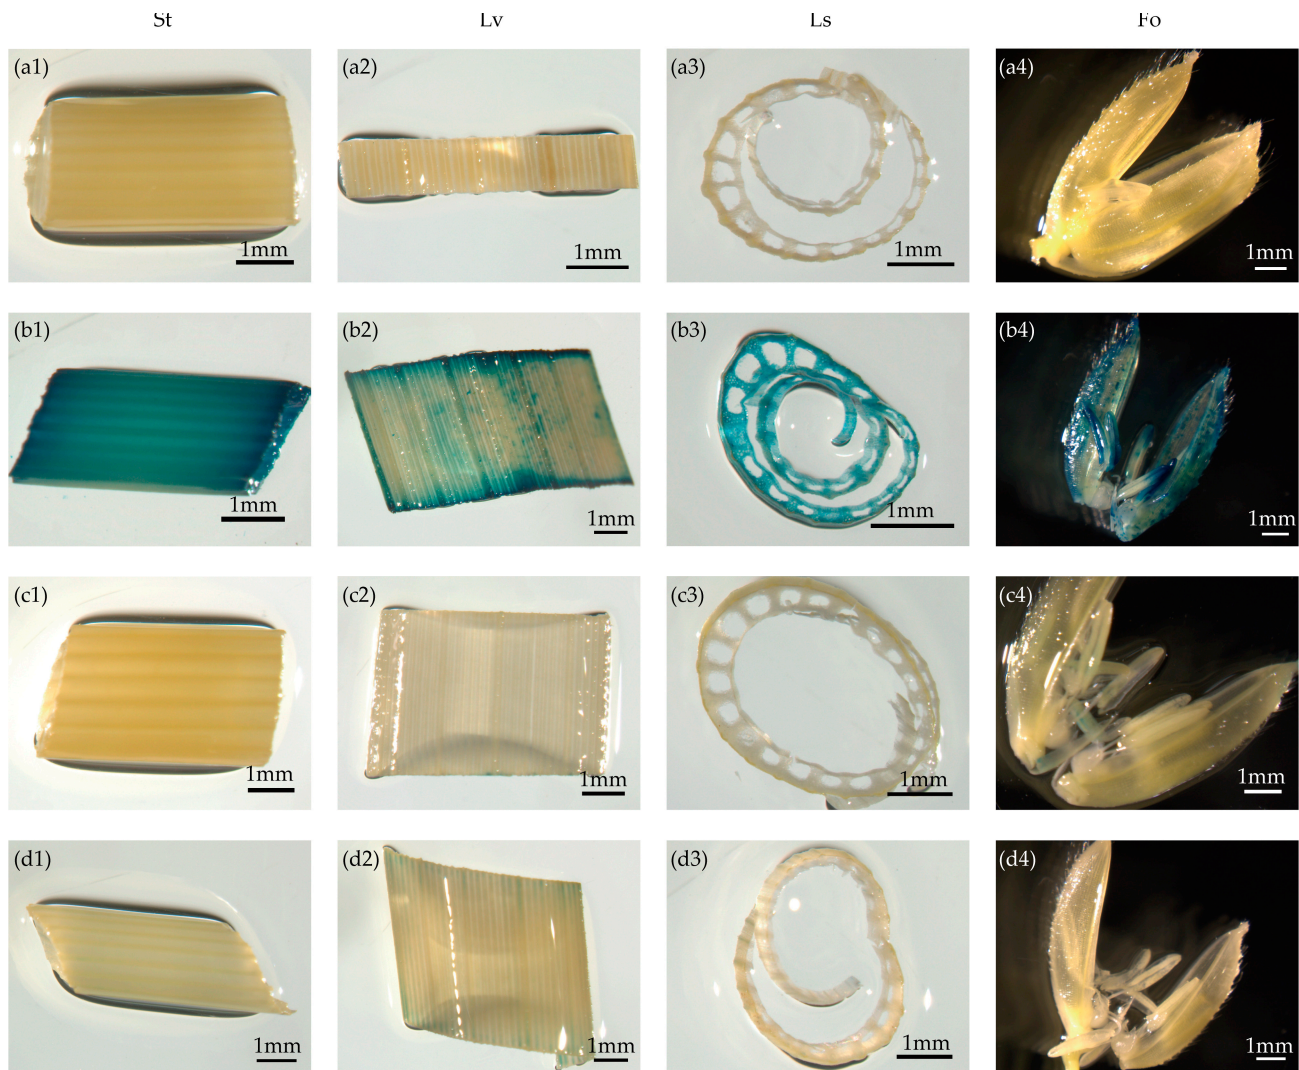 St Lv Ls Fo
(a1) (a2) (a3) (a4)
1mm 1mm 1mm 1mm
(b1) (b2) (b3) (b4)
1mm 1mm 1mm 1mm
(c1) (c2) (c3) (c4)
1mm 1mm 1mm 1mm
(d1) (d2) (d3) (d4)
1mm 1mm 1mm 1mm